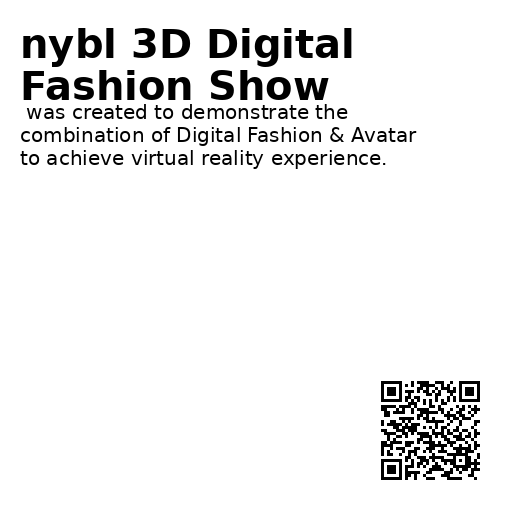 nybl 3D Digital
Fashion Show
was created to demonstrate the
combination of Digital Fashion & Avatar
to achieve virtual reality experience.